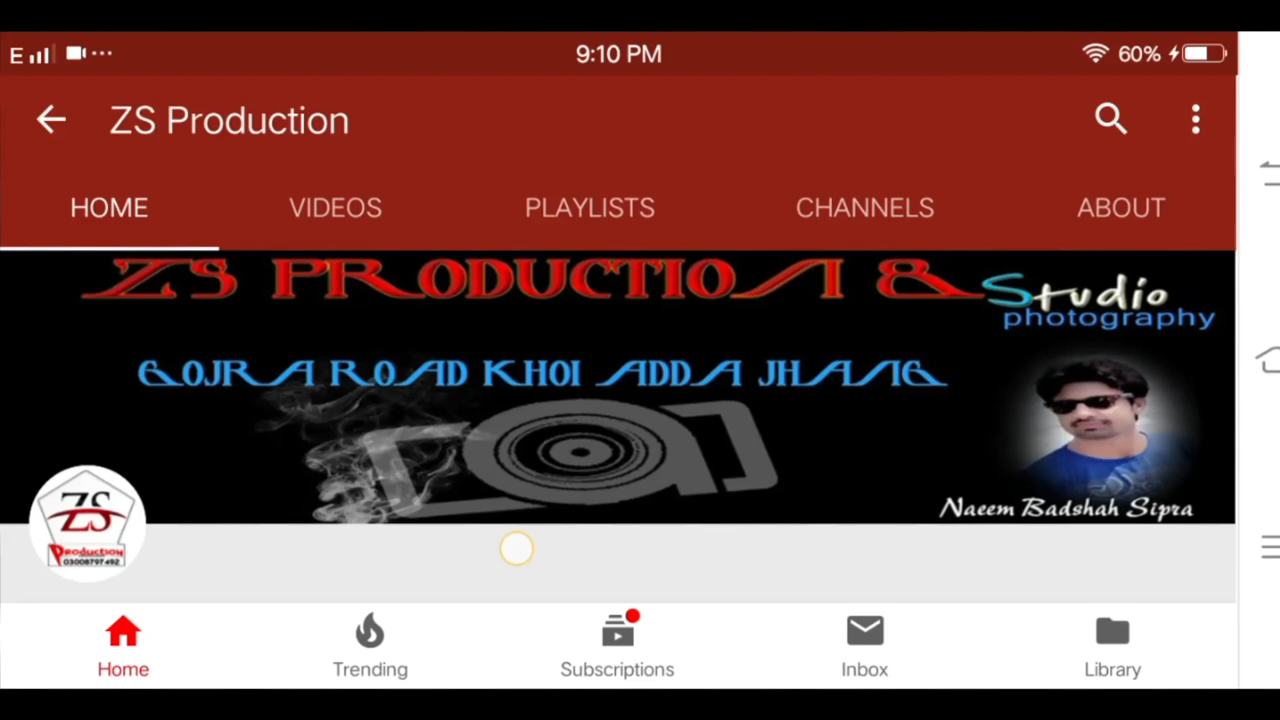 E 9:10 PM 60%
ZS Production
HOME VIDEOS PLAYLISTS CHANNELS ABOUT
ZS PRODUCTION & Studio
photography
GOJRA ROAD KHOI ADDA JHANG
Naeem Badshah Sipra
ZS
Production
03008797492
Home Trending Subscriptions Inbox Library